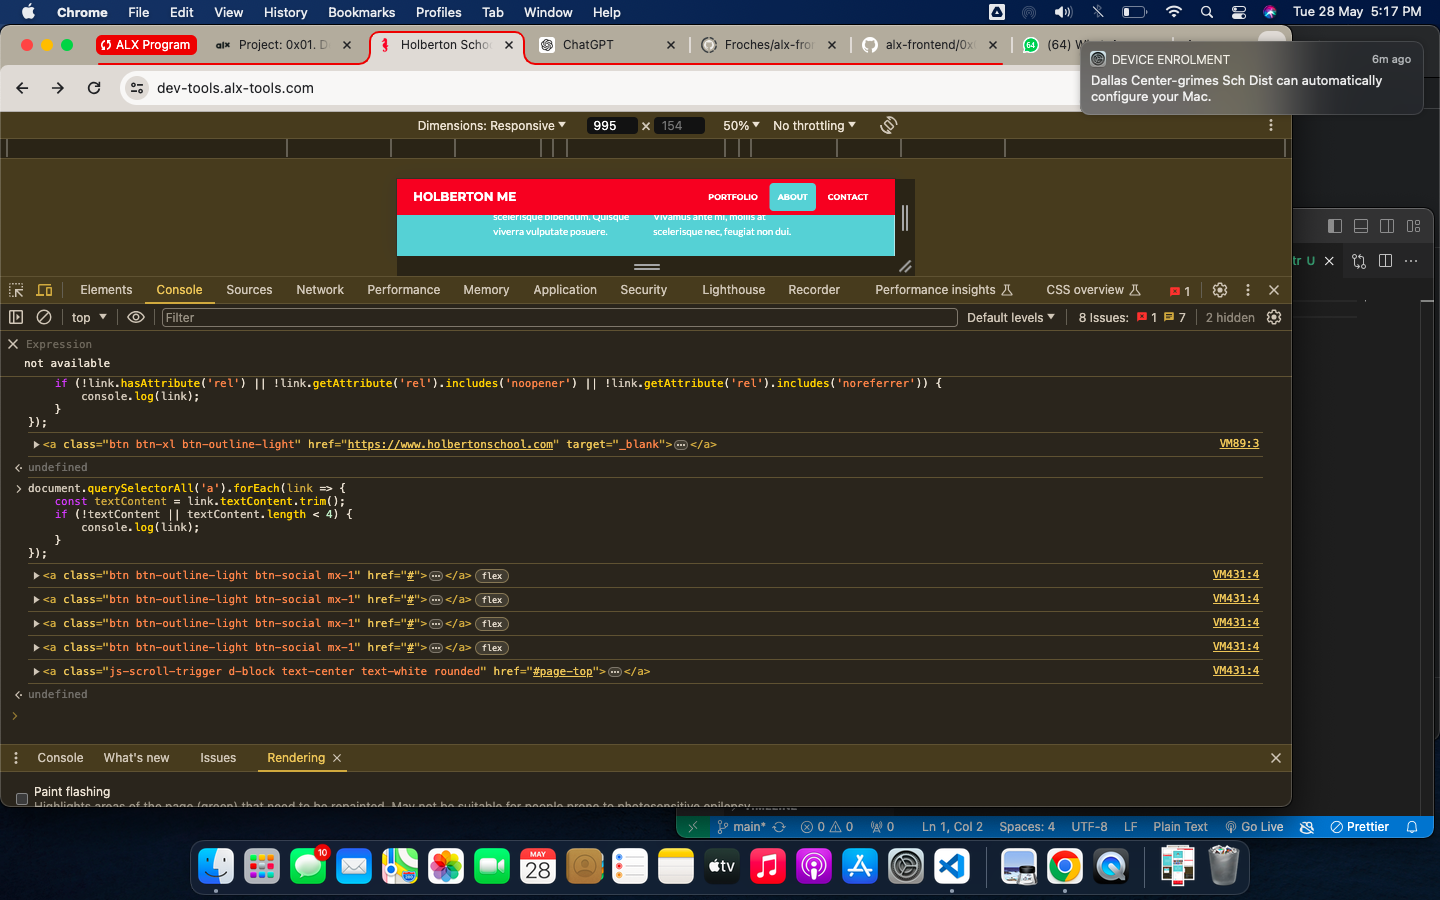 Chrome File Edit View History Bookmarks Profiles Tab Window Help
Tue 28 May 5:17 PM
ALX Program
alx Project: 0x01. D
Holberton Schoo
ChatGPT
Froches/alx-fro
alx-frontend/0x
(64)
DEVICE ENROLMENT 6m ago
Dallas Center-grimes Sch Dist can automatically
configure your Mac.
dev-tools.alx-tools.com
Dimensions: Responsive 995 × 154 50% No throttling
HOLBERTON ME PORTFOLIO ABOUT CONTACT
scelerisque bibendum. Quisque
viverra vulputate posuere.
Vivamus ante mi, mollis at
scelerisque nec, feugiat non dui.
tr U
Elements Console Sources Network Performance Memory Application Security Lighthouse Recorder Performance insights CSS overview 1
top Filter Default levels 8 Issues: 1 7 2 hidden
Expression
not available
if (!link.hasAttribute('rel') || !link.getAttribute('rel').includes('noopener') || !link.getAttribute('rel').includes('noreferrer')) {
console.log(link);
}
});
<a class="btn btn-xl btn-outline-light" href="https://www.holbertonschool.com" target="_blank">…</a> VM89:3
undefined
document.querySelectorAll('a').forEach(link => {
const textContent = link.textContent.trim();
if (!textContent || textContent.length < 4) {
console.log(link);
}
});
<a class="btn btn-outline-light btn-social mx-1" href="#">…</a> flex VM431:4
<a class="btn btn-outline-light btn-social mx-1" href="#">…</a> flex VM431:4
<a class="btn btn-outline-light btn-social mx-1" href="#">…</a> flex VM431:4
<a class="btn btn-outline-light btn-social mx-1" href="#">…</a> flex VM431:4
<a class="js-scroll-trigger d-block text-center text-white rounded" href="#page-top">…</a> VM431:4
undefined
Console What's new Issues Rendering
Paint flashing
Highlights areas of the page (green) that need to be repainted. May not be suitable for people prone to photosensitive epilepsy.
main* 0 0 0 Ln 1, Col 2 Spaces: 4 UTF-8 LF Plain Text Go Live Prettier
10
MAY
28
tv